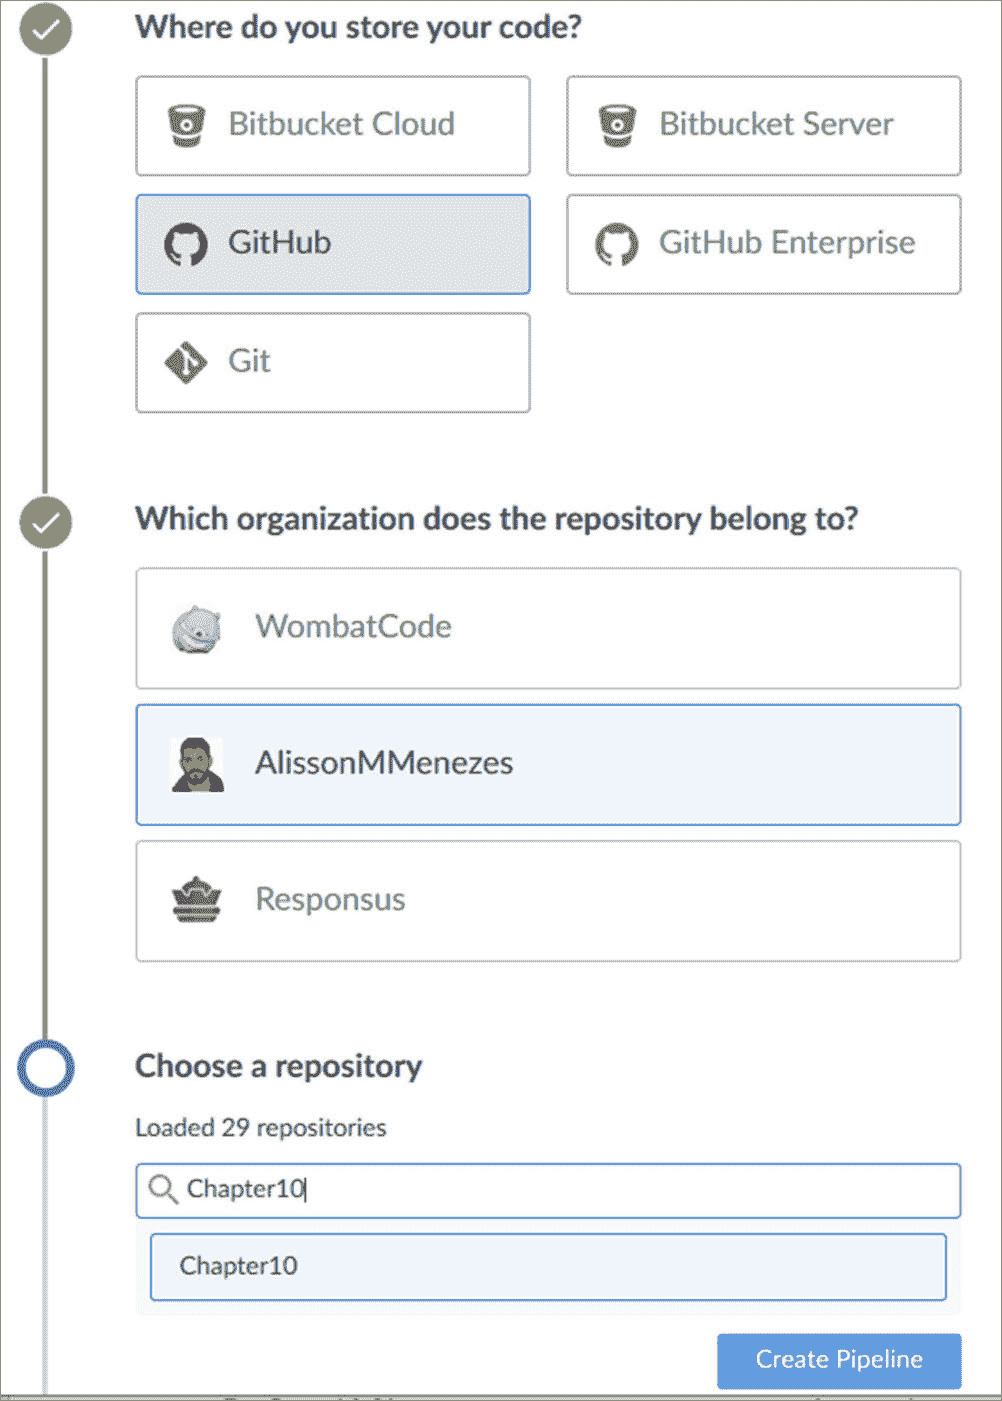 Where do you store your code?
Bitbucket Cloud
Bitbucket Server
GitHub
GitHub Enterprise
Git
Which organization does the repository belong to?
WombatCode
AlissonMMenezes
Responsus
Choose a repository
Loaded 29 repositories
Chapter10
Chapter10
Create Pipeline